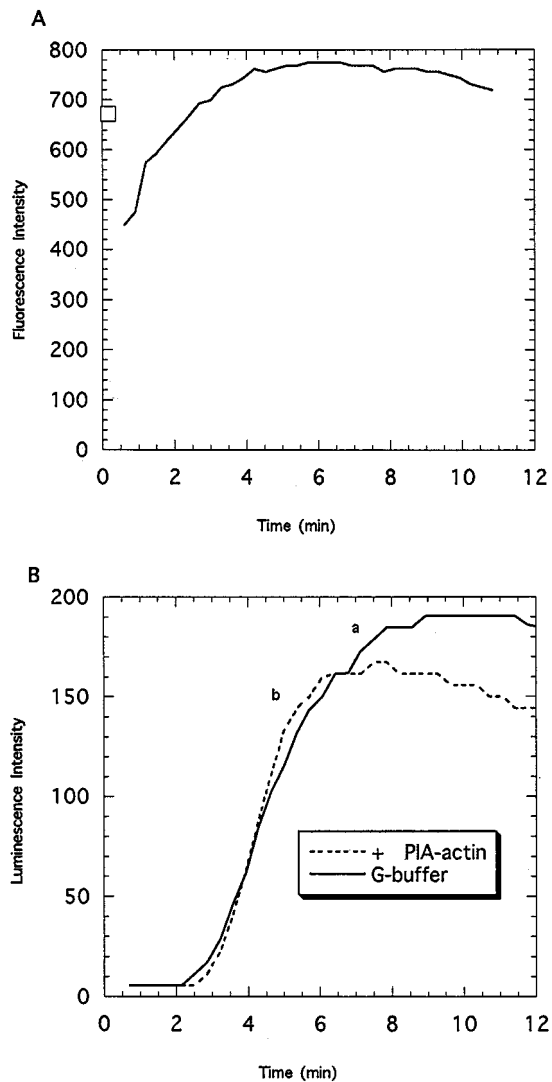 A
800
700
600
500
400
300
200
100
0
Fluorescence Intensity
0 2 4 6 8 10 12
Time (min)
B
200
150
100
50
0
Luminescence Intensity
a
b
+ PIA-actin
G-buffer
0 2 4 6 8 10 12
Time (min)